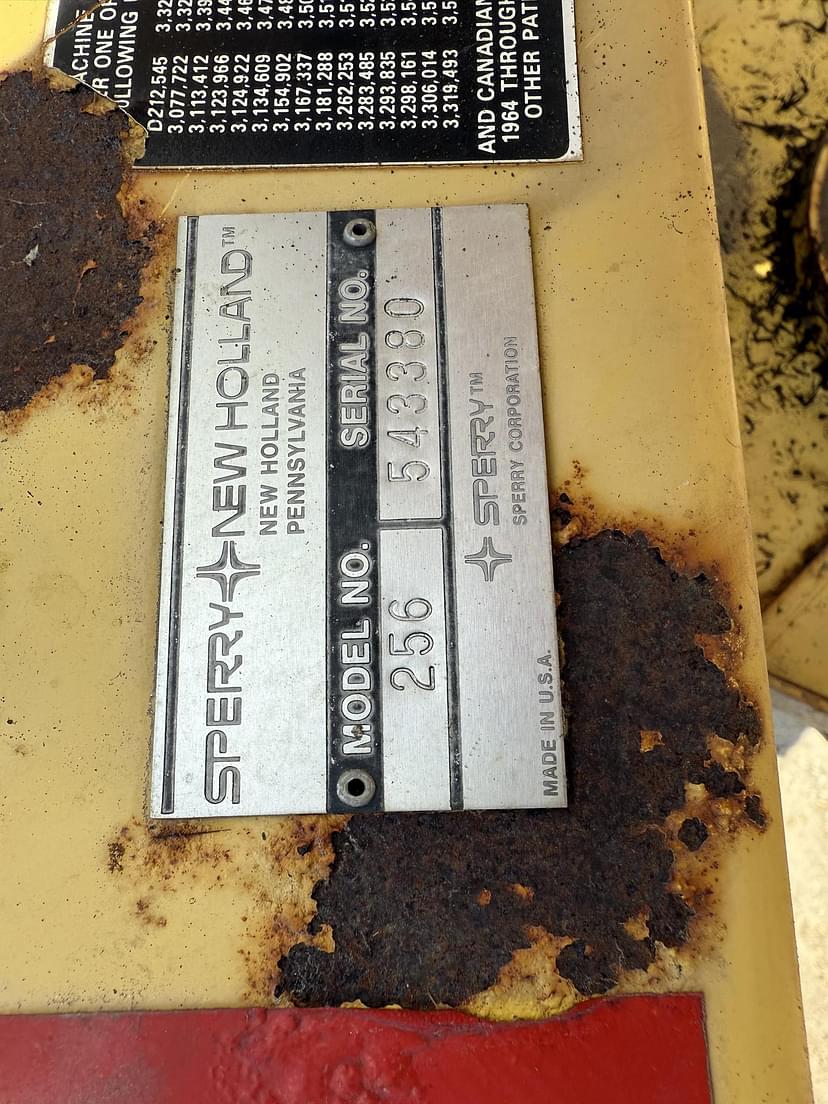 D212,545
3,077,722
3,113,412
3,123,966
3,124,922
3,134,609
3,154,902
3,167,337
3,181,288
3,262,253
3,283,485
3,293,835
3,298,161
3,306,014
3,319,493
AND CANADIAN
1964 THROUGH
OTHER
SPERRY NEW HOLLAND™
NEW HOLLAND
PENNSYLVANIA
MODEL NO. SERIAL NO.
256 543380
SPERRY™
SPERRY CORPORATION
MADE IN U.S.A.